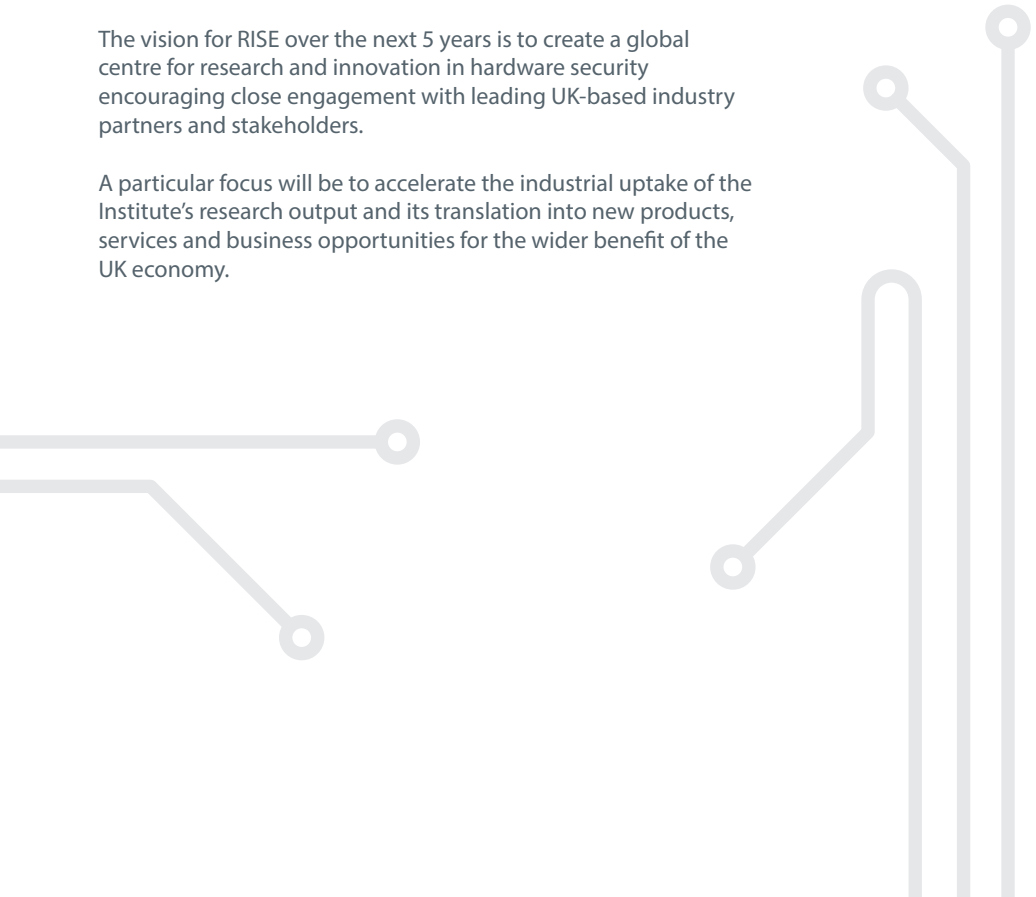 The vision for RISE over the next 5 years is to create a global
centre for research and innovation in hardware security
encouraging close engagement with leading UK-based industry
partners and stakeholders.
A particular focus will be to accelerate the industrial uptake of the
Institute’s research output and its translation into new products,
services and business opportunities for the wider benefit of the
UK economy.